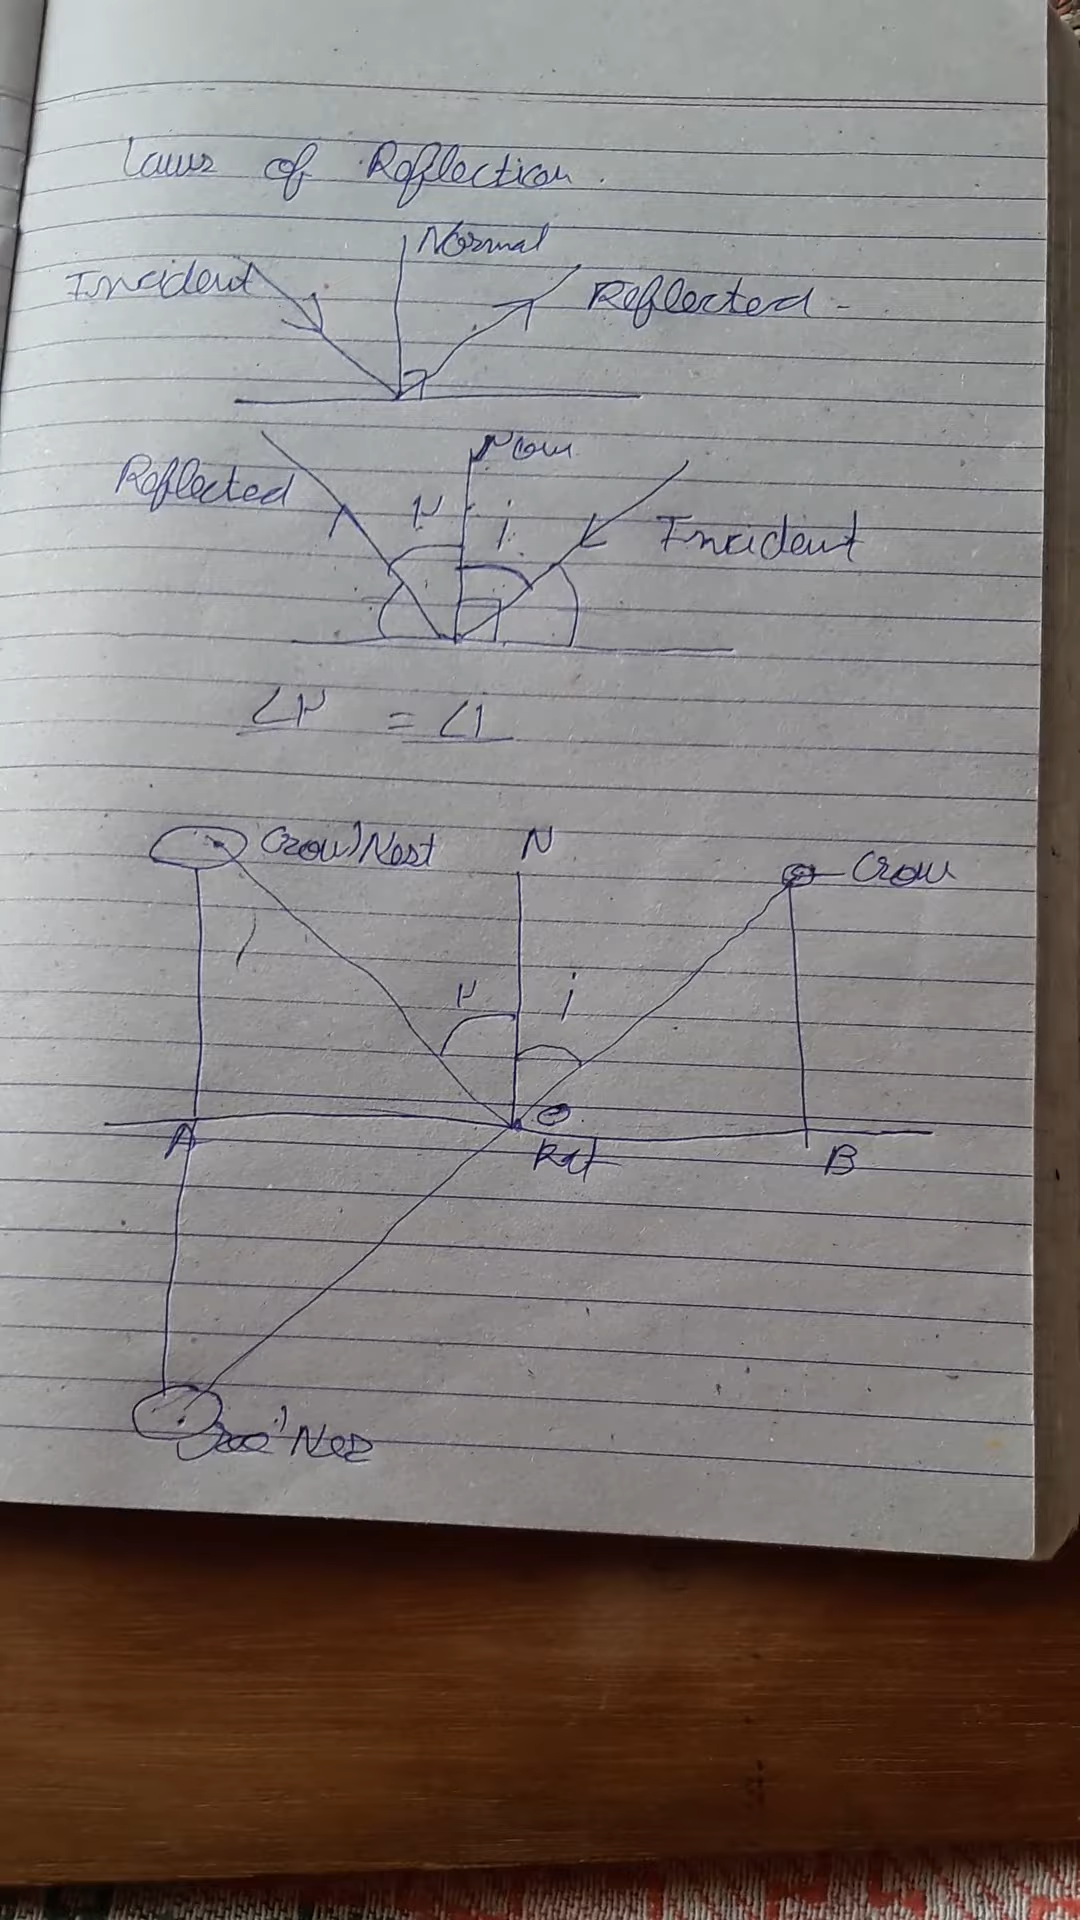 Laws of Reflection.
Normal
Incident
Reflected
Reflected
r
i
Incident
∠r = ∠i
Crow's Nest
N
Crow
r
i
O
A
Rat
B